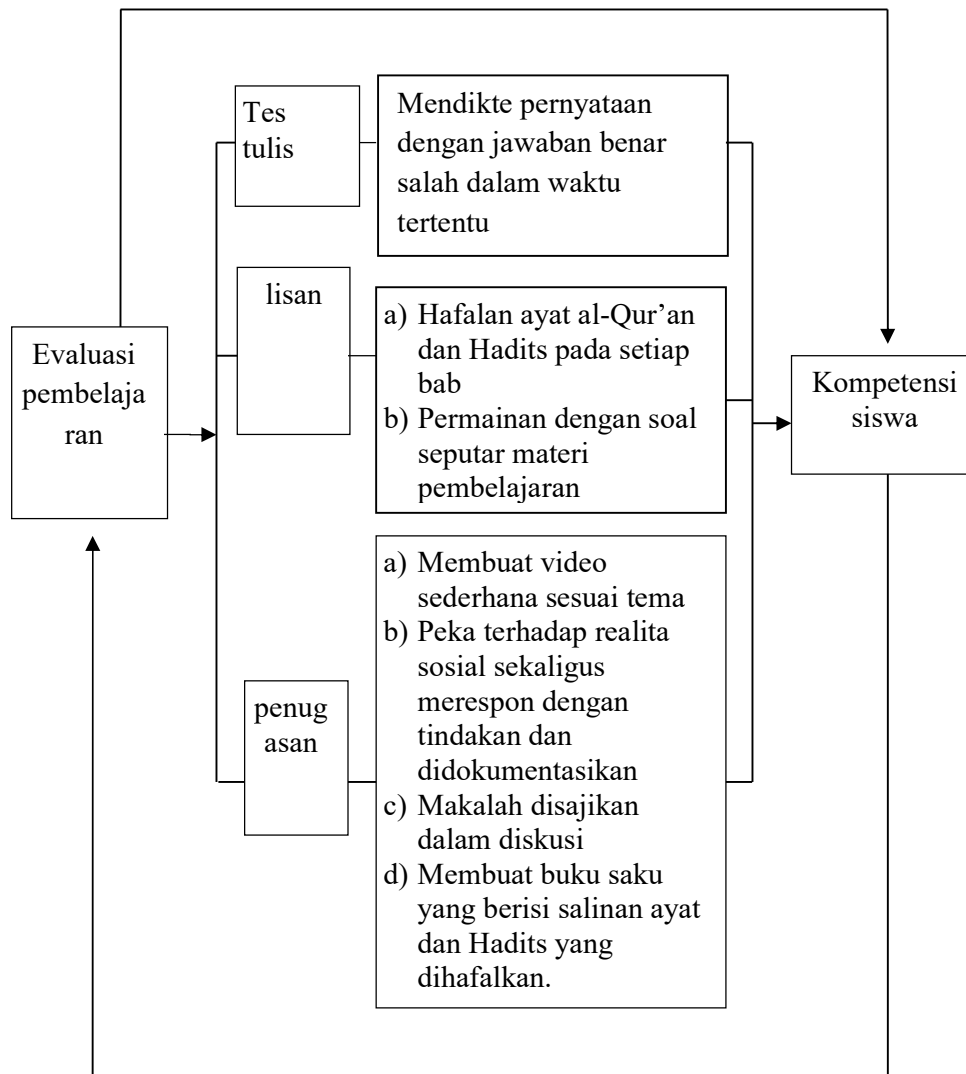 Tes
tulis
Mendikte pernyataan
dengan jawaban benar
salah dalam waktu
tertentu
lisan
a) Hafalan ayat al-Qur’an
dan Hadits pada setiap
bab
b) Permainan dengan soal
seputar materi
pembelajaran
Evaluasi
pembelaja
ran
Kompetensi
siswa
penug
asan
a) Membuat video
sederhana sesuai tema
b) Peka terhadap realita
sosial sekaligus
merespon dengan
tindakan dan
didokumentasikan
c) Makalah disajikan
dalam diskusi
d) Membuat buku saku
yang berisi salinan ayat
dan Hadits yang
dihafalkan.